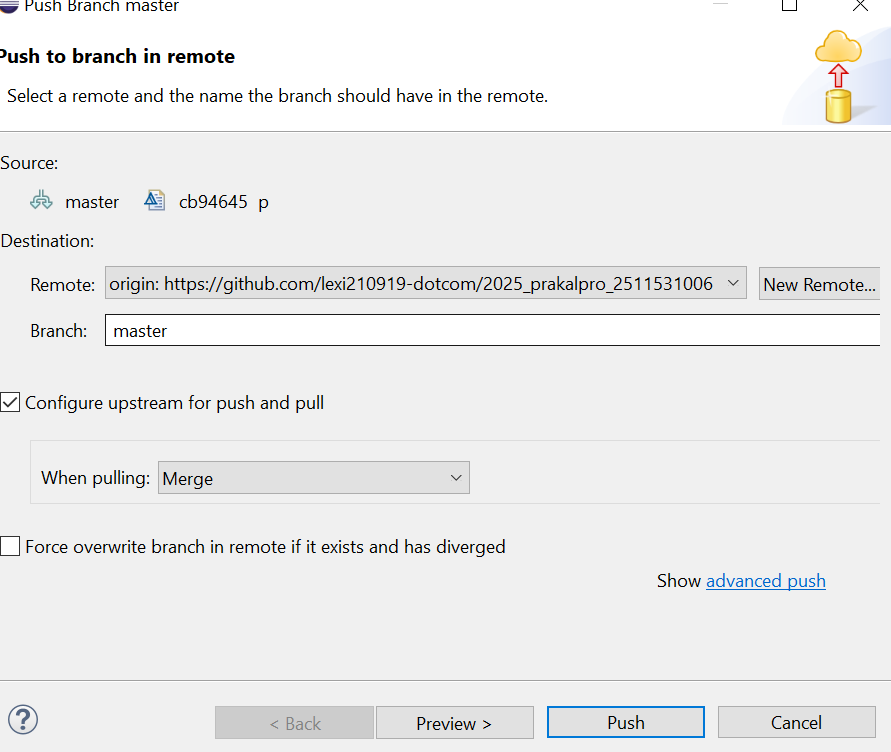 Push Branch master
Push to branch in remote
Select a remote and the name the branch should have in the remote.
Source:
master cb94645 p
Destination:
Remote: origin: https://github.com/lexi210919-dotcom/2025_prakalpro_2511531006 New Remote...
Branch: master
Configure upstream for push and pull
When pulling: Merge
Force overwrite branch in remote if it exists and has diverged
Show advanced push
? < Back Preview > Push Cancel